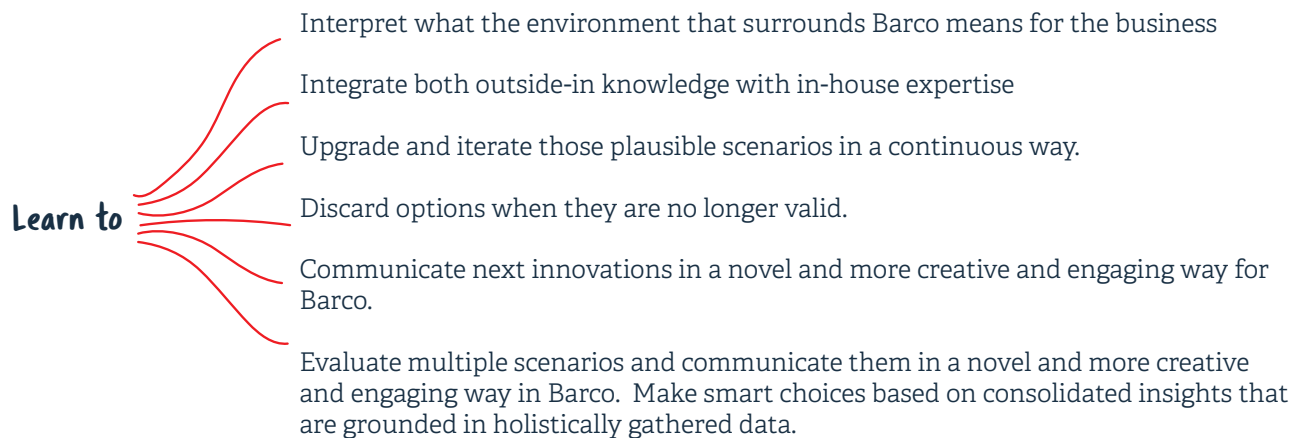 Interpret what the environment that surrounds Barco means for the business
Integrate both outside-in knowledge with in-house expertise
Upgrade and iterate those plausible scenarios in a continuous way.
Learn to
Discard options when they are no longer valid.
Communicate next innovations in a novel and more creative and engaging way for
Barco.
Evaluate multiple scenarios and communicate them in a novel and more creative
and engaging way in Barco.  Make smart choices based on consolidated insights that
are grounded in holistically gathered data.